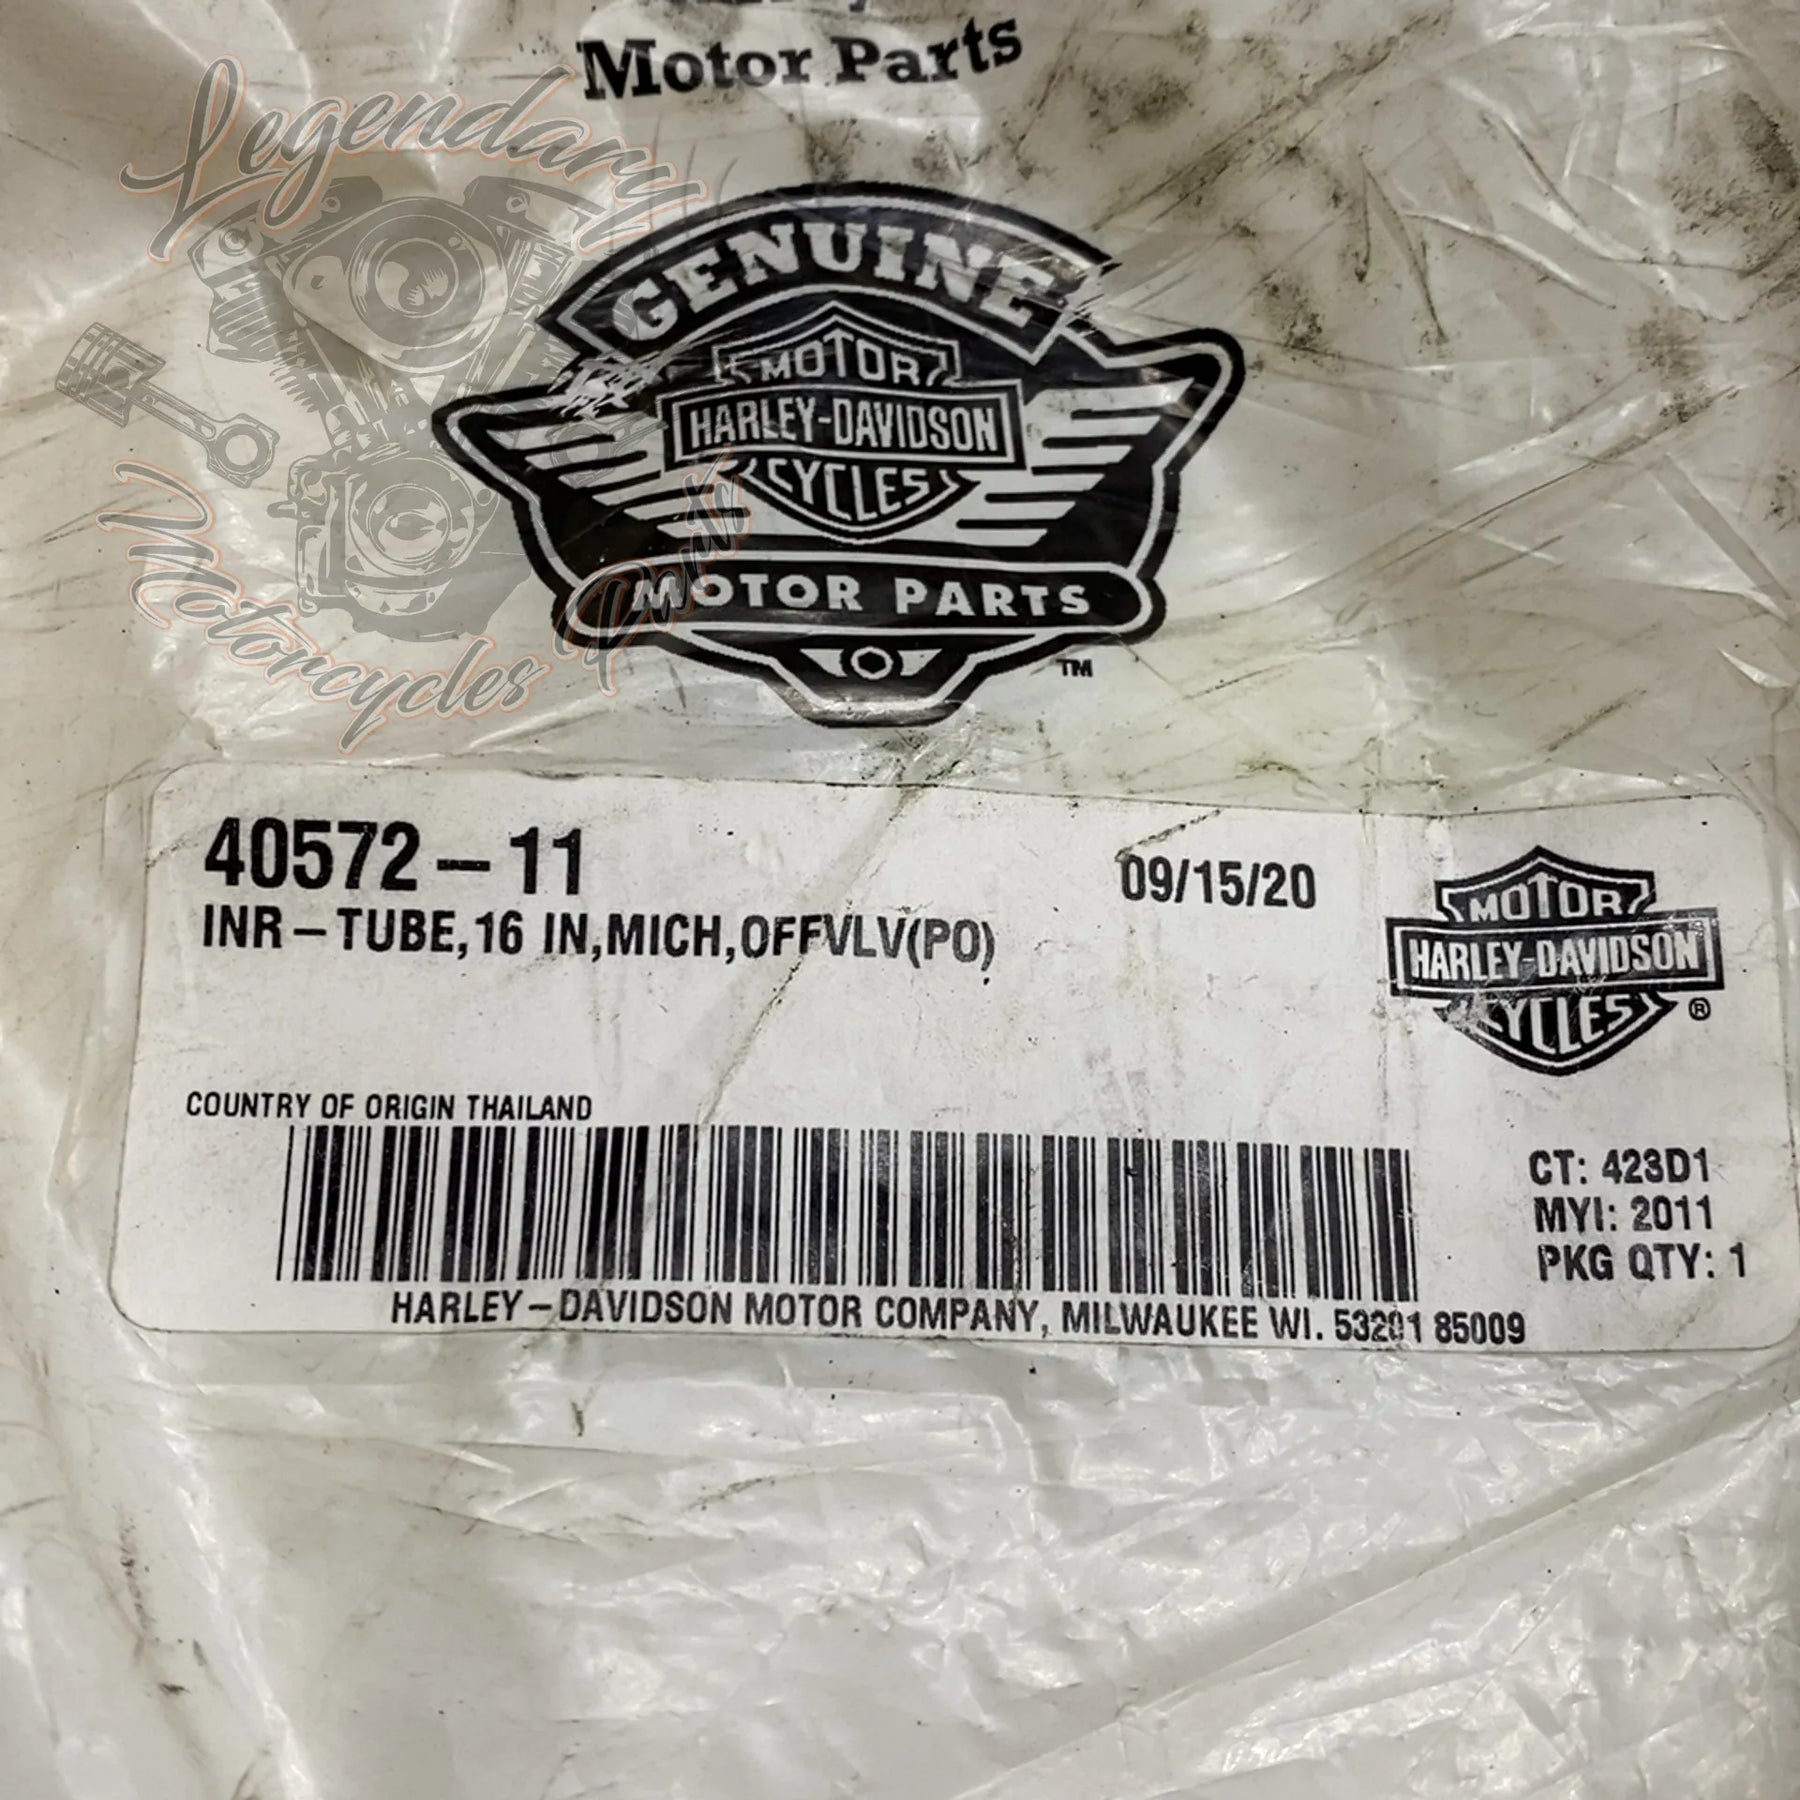 Motor Parts
Legendary
Motorcycles Parts
GENUINE
MOTOR
HARLEY-DAVIDSON
CYCLES
MOTOR PARTS
TM
40572-11
09/15/20
INR-TUBE,16 IN,MICH,OFFVLV(PO)
MOTOR
HARLEY-DAVIDSON
CYCLES
®
COUNTRY OF ORIGIN THAILAND
CT: 423D1
MYI: 2011
PKG QTY: 1
HARLEY-DAVIDSON MOTOR COMPANY, MILWAUKEE WI. 53201 85009